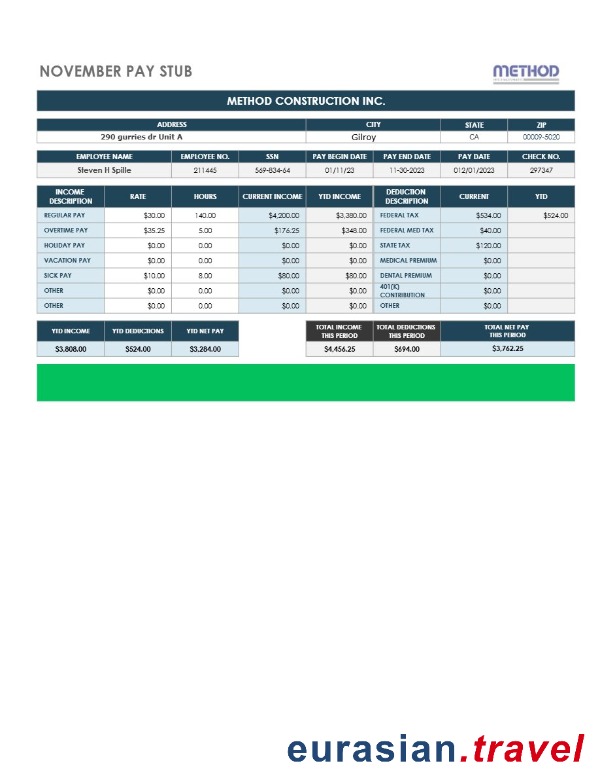 NOVEMBER PAY STUB METHOD
METHOD CONSTRUCTION INC.
ADDRESS CITY STATE ZIP
290 gurries dr Unit A Gilroy CA 00009-5020
EMPLOYEE NAME EMPLOYEE NO. SSN PAY BEGIN DATE PAY END DATE PAY DATE CHECK NO.
Steven H Spille 211445 569-834-64 01/11/23 11-30-2023 012/01/2023 297347
INCOME DESCRIPTION RATE HOURS CURRENT INCOME YTD INCOME DEDUCTION DESCRIPTION CURRENT YTD
REGULAR PAY $30.00 140.00 $4,200.00 $3,380.00 FEDERAL TAX $534.00 $524.00
OVERTIME PAY $35.25 5.00 $176.25 $348.00 FEDERAL MED TAX $40.00
HOLIDAY PAY $0.00 0.00 $0.00 $0.00 STATE TAX $120.00
VACATION PAY $0.00 0.00 $0.00 $0.00 MEDICAL PREMIUM $0.00
SICK PAY $10.00 8.00 $80.00 $80.00 DENTAL PREMIUM $0.00
OTHER $0.00 0.00 $0.00 $0.00 401(K) CONTRIBUTION $0.00
OTHER $0.00 0.00 $0.00 $0.00 OTHER $0.00
YTD INCOME YTD DEDUCTIONS YTD NET PAY TOTAL INCOME THIS PERIOD TOTAL DEDUCTIONS THIS PERIOD TOTAL NET PAY THIS PERIOD
$3,808.00 $524.00 $3,284.00 $4,456.25 $694.00 $3,762.25
eurasian.travel